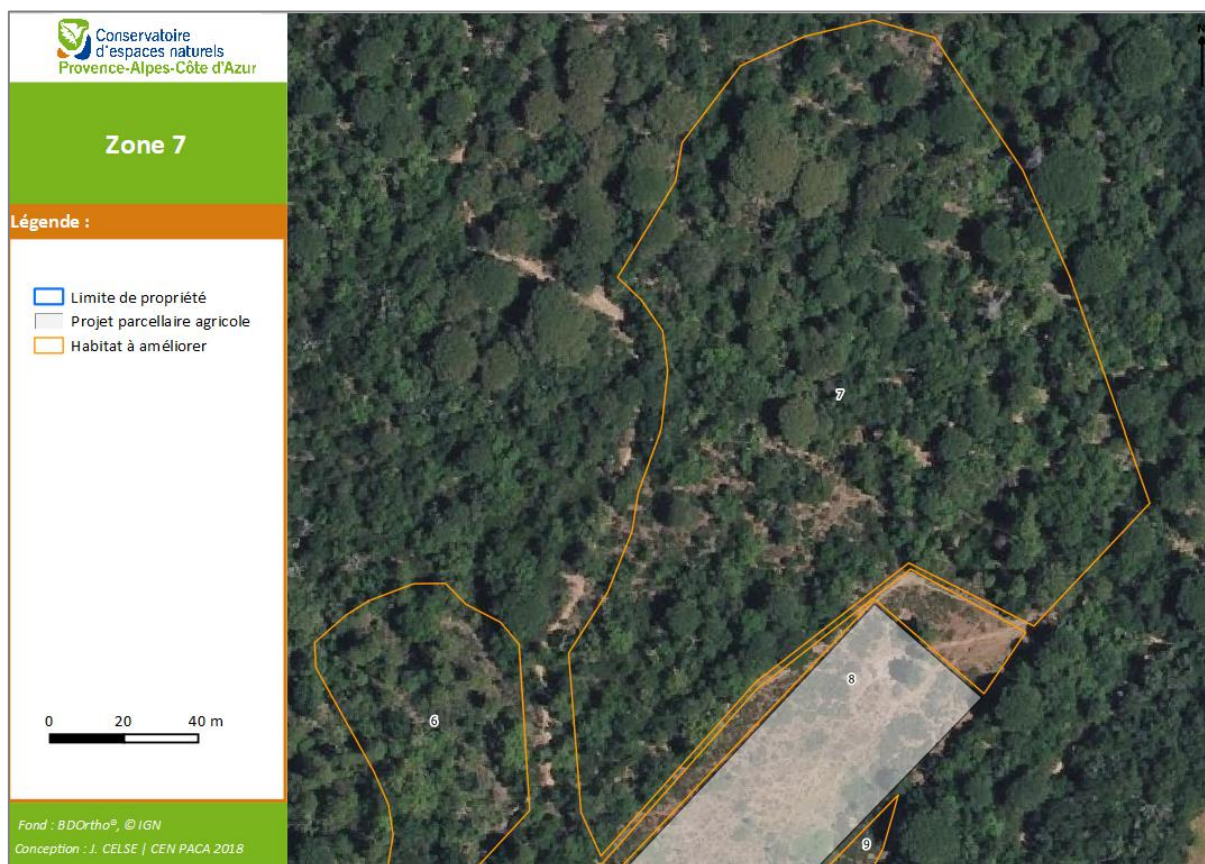 Conservatoire
d'espaces naturels
Provence-Alpes-Côte d'Azur
Zone 7
Légende :
Limite de propriété
Projet parcellaire agricole
Habitat à améliorer
0 20 40 m
Fond : BDOrtho®, © IGN
Conception : J. CELSE | CEN PACA 2018
N
7
8
6
9